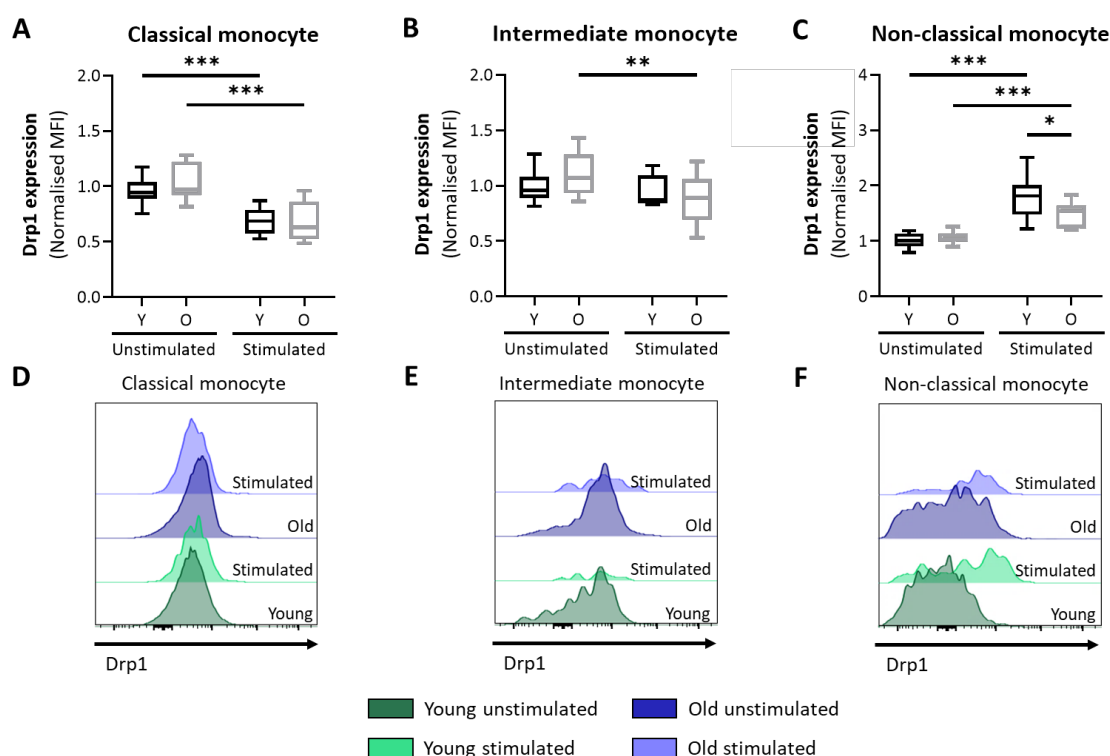 A
Classical monocyte
***
***
2.0
1.5
1.0
0.5
0.0
Drp1 expression
(Normalised MFI)
Y
O
Y
O
Unstimulated
Stimulated
B
Intermediate monocyte
**
2.0
1.5
1.0
0.5
0
Drp1 expression
(Normalised MFI)
Y
O
Y
O
Unstimulated
Stimulated
C
Non-classical monocyte
***
***
*
4
3
2
1
0
Drp1 expression
(Normalised MFI)
Y
O
Y
O
Unstimulated
Stimulated
D
Classical monocyte
Stimulated
Old
Stimulated
Young
Drp1
E
Intermediate monocyte
Stimulated
Old
Stimulated
Young
Drp1
F
Non-classical monocyte
Stimulated
Old
Stimulated
Young
Drp1
Young unstimulated
Old unstimulated
Young stimulated
Old stimulated